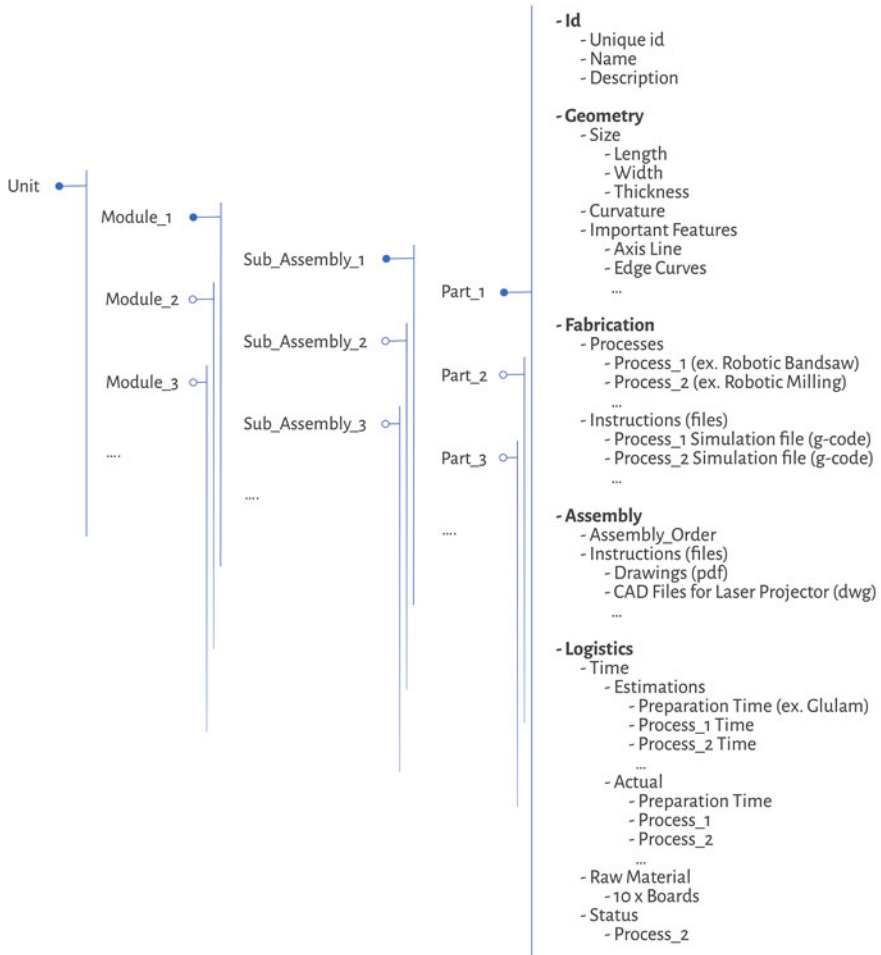 Unit
Module_1
Module_2
Module_3
....
Sub_Assembly_1
Sub_Assembly_2
Sub_Assembly_3
....
Part_1
Part_2
Part_3
....
- Id
- Unique id
- Name
- Description
- Geometry
- Size
- Length
- Width
- Thickness
- Curvature
- Important Features
- Axis Line
- Edge Curves
...
- Fabrication
- Processes
- Process_1 (ex. Robotic Bandsaw)
- Process_2 (ex. Robotic Milling)
...
- Instructions (files)
- Process_1 Simulation file (g-code)
- Process_2 Simulation file (g-code)
...
- Assembly
- Assembly_Order
- Instructions (files)
- Drawings (pdf)
- CAD Files for Laser Projector (dwg)
...
- Logistics
- Time
- Estimations
- Preparation Time (ex. Glulam)
- Process_1 Time
- Process_2 Time
...
- Actual
- Preparation Time
- Process_1
- Process_2
...
- Raw Material
- 10 x Boards
- Status
- Process_2